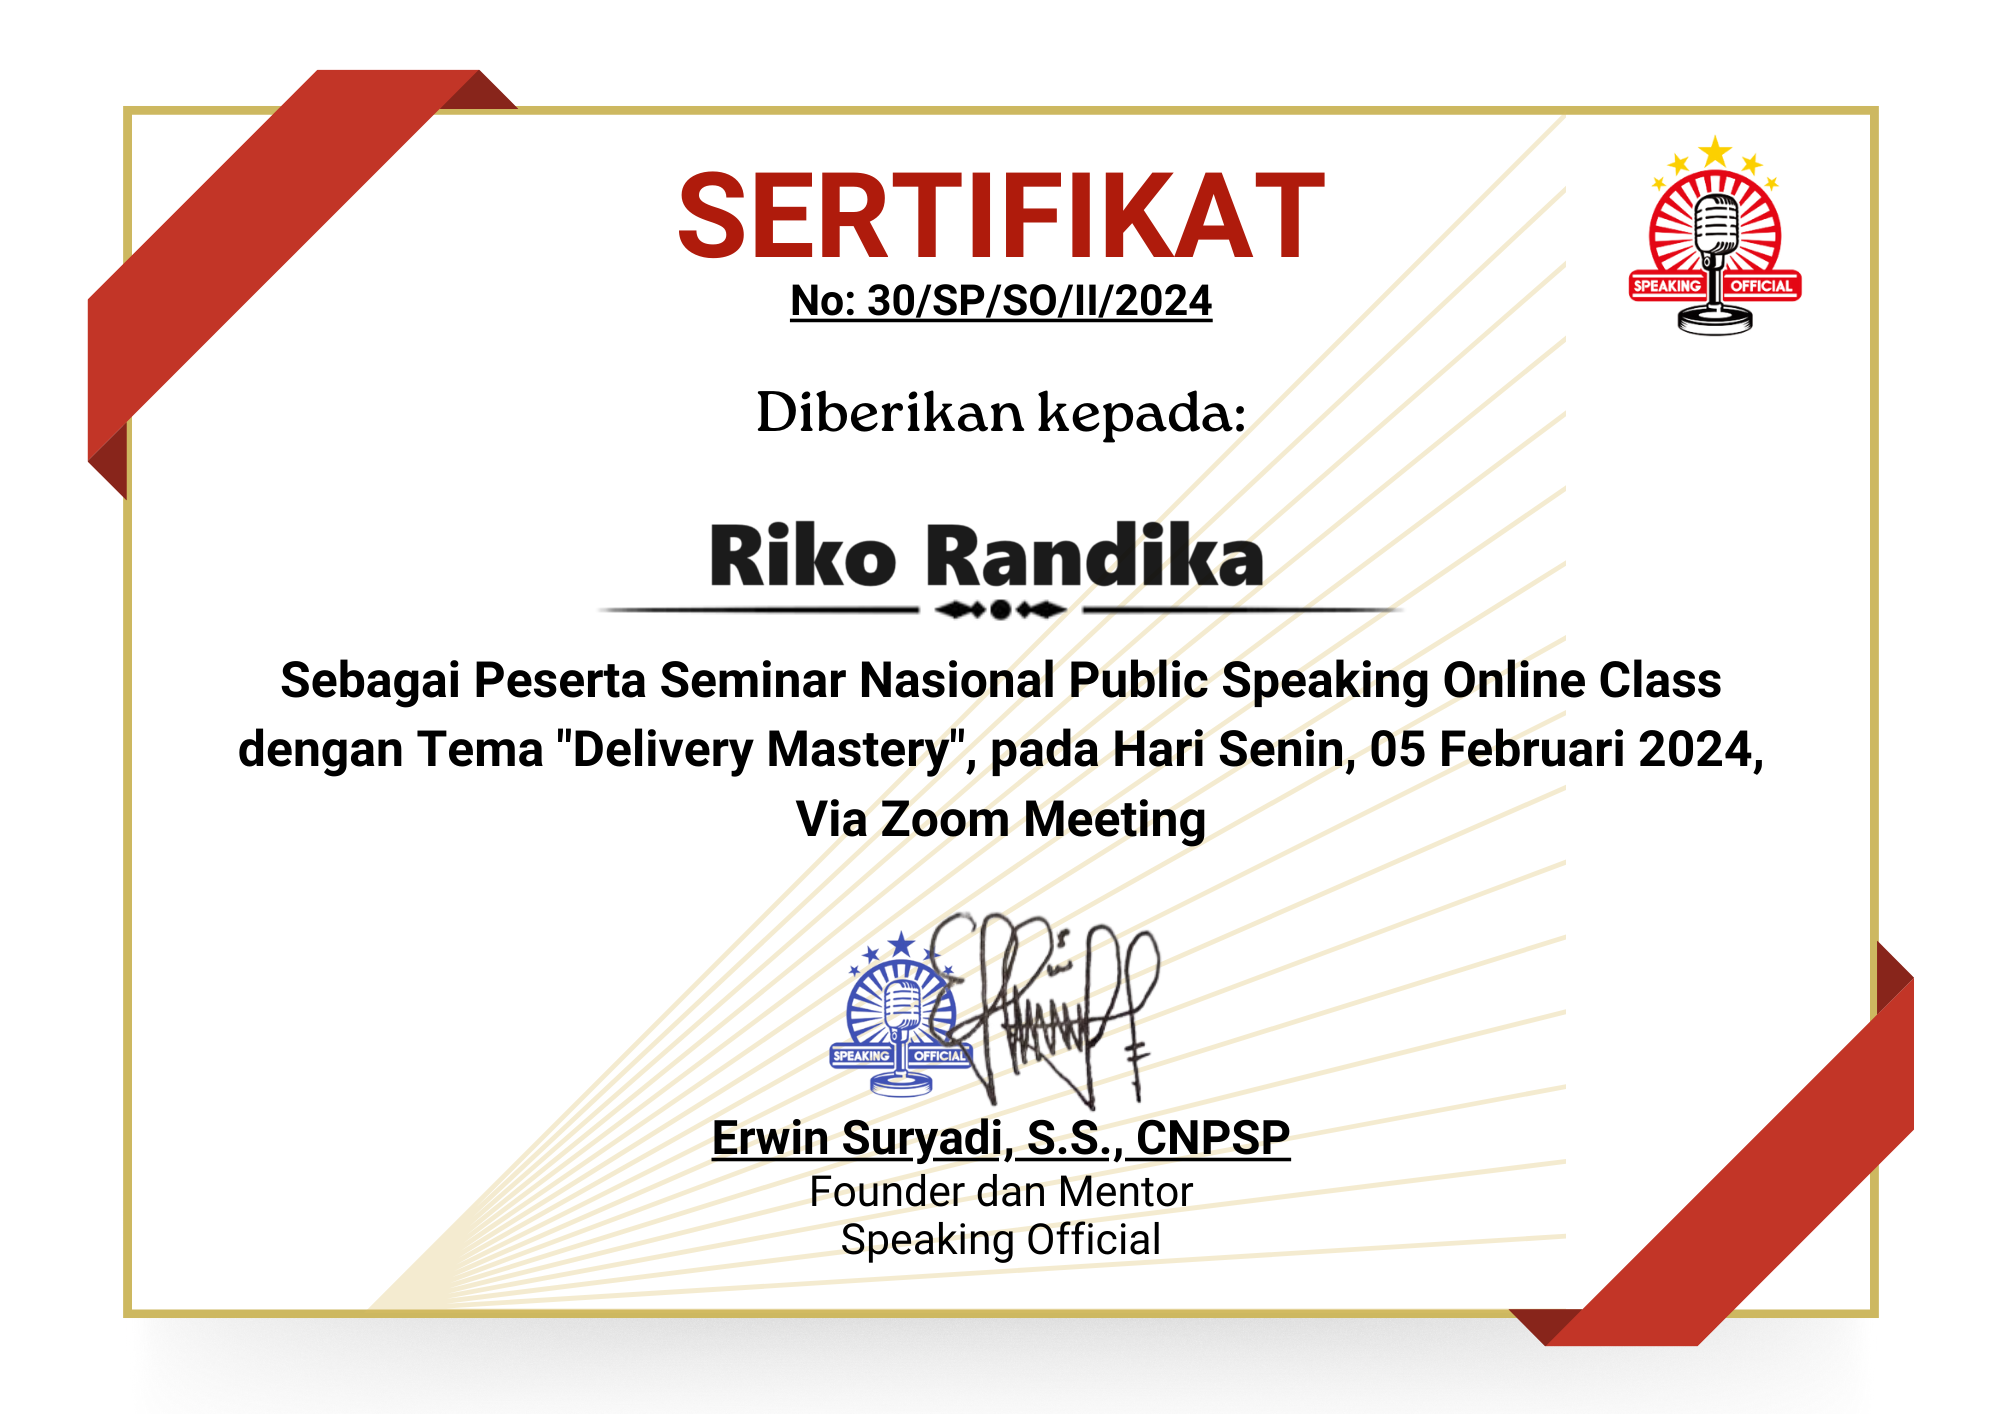 SERTIFIKAT
SPEAKING OFFICIAL
No: 30/SP/SO/II/2024
Diberikan kepada:
Riko Randika
Sebagai Peserta Seminar Nasional Public Speaking Online Class
dengan Tema "Delivery Mastery", pada Hari Senin, 05 Februari 2024,
Via Zoom Meeting
SPEAKING OFFICIAL
Erwin Suryadi, S.S., CNPSP
Founder dan Mentor
Speaking Official